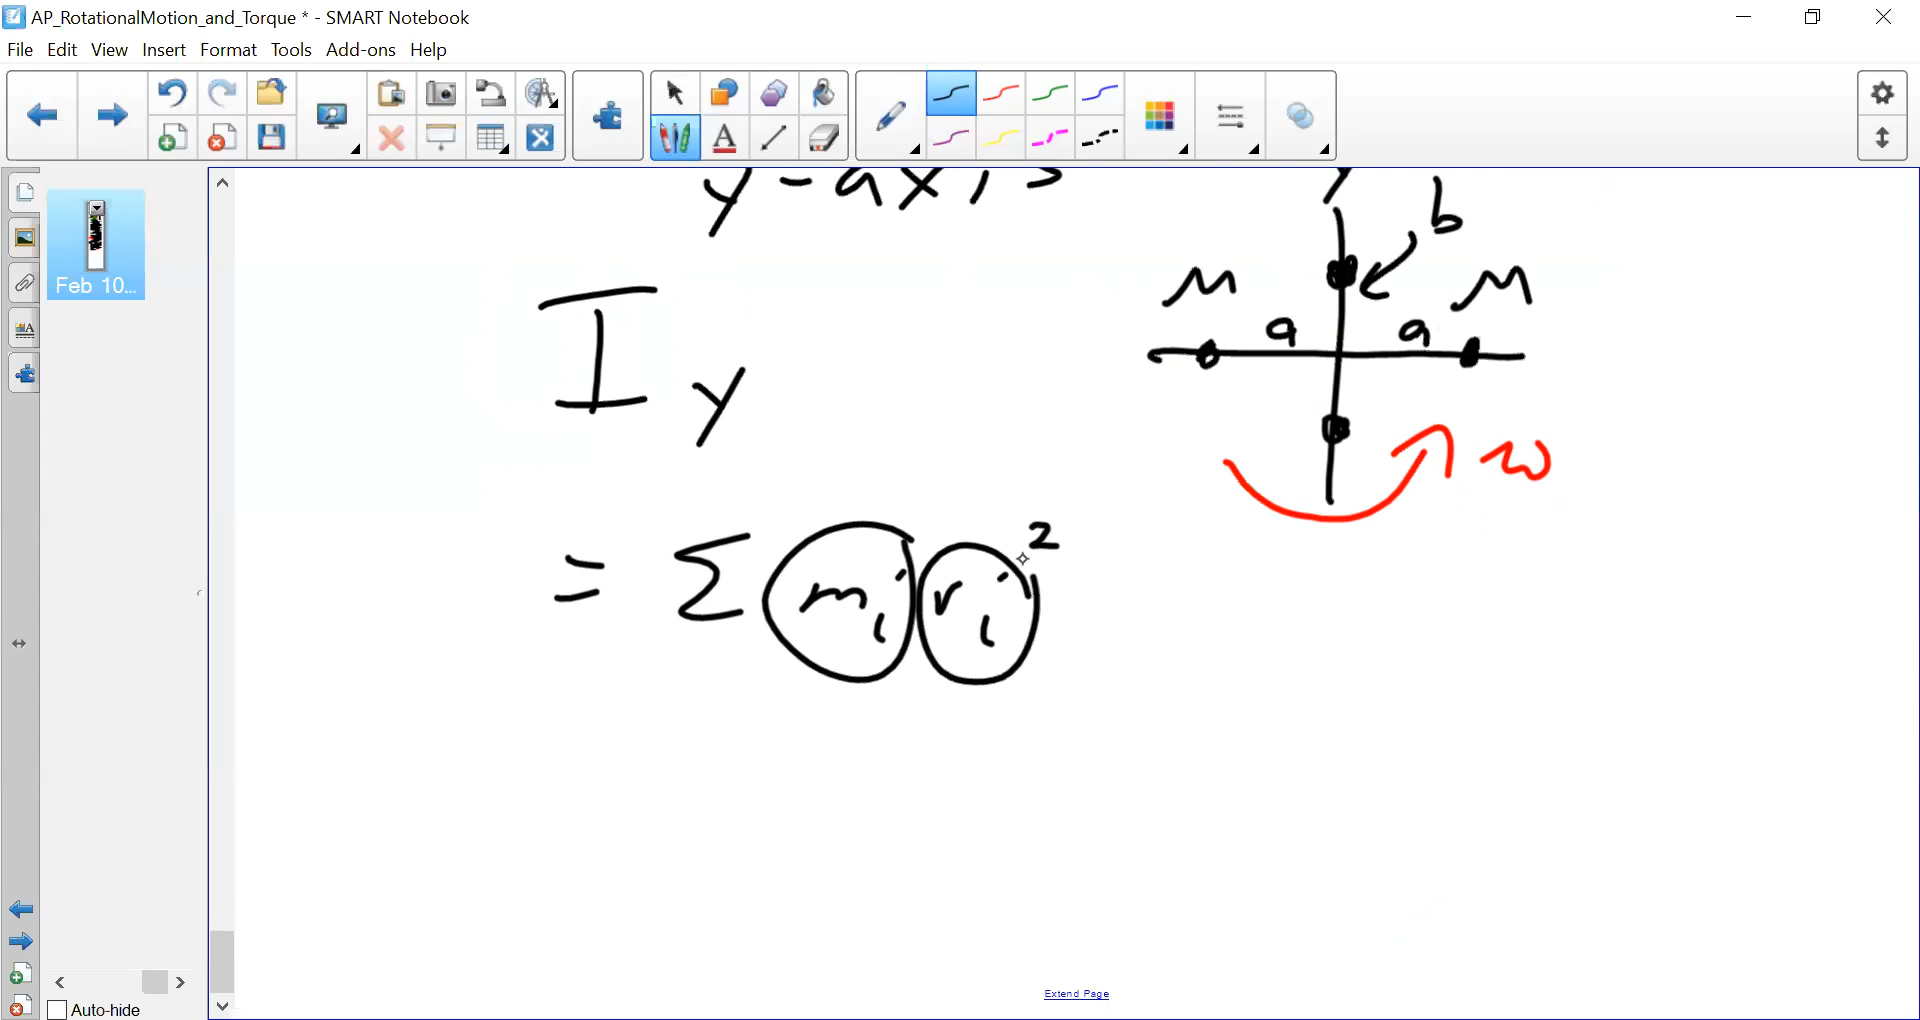 AP_RotationalMotion_and_Torque * - SMART Notebook
File Edit View Insert Format Tools Add-ons Help
Feb 10...
y-axis
y
b
M M
a a
I y
ω
= Σ m i r i 2
Extend Page
Auto-hide